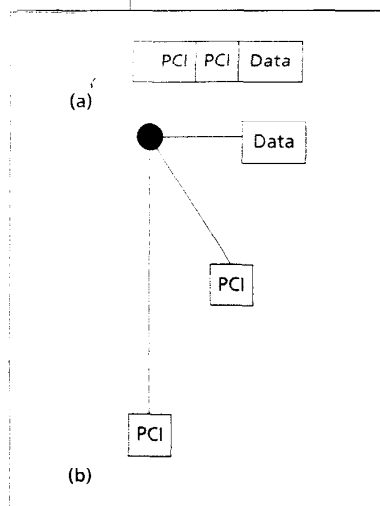 PCI PCI Data
(a)
Data
PCI
PCI
(b)